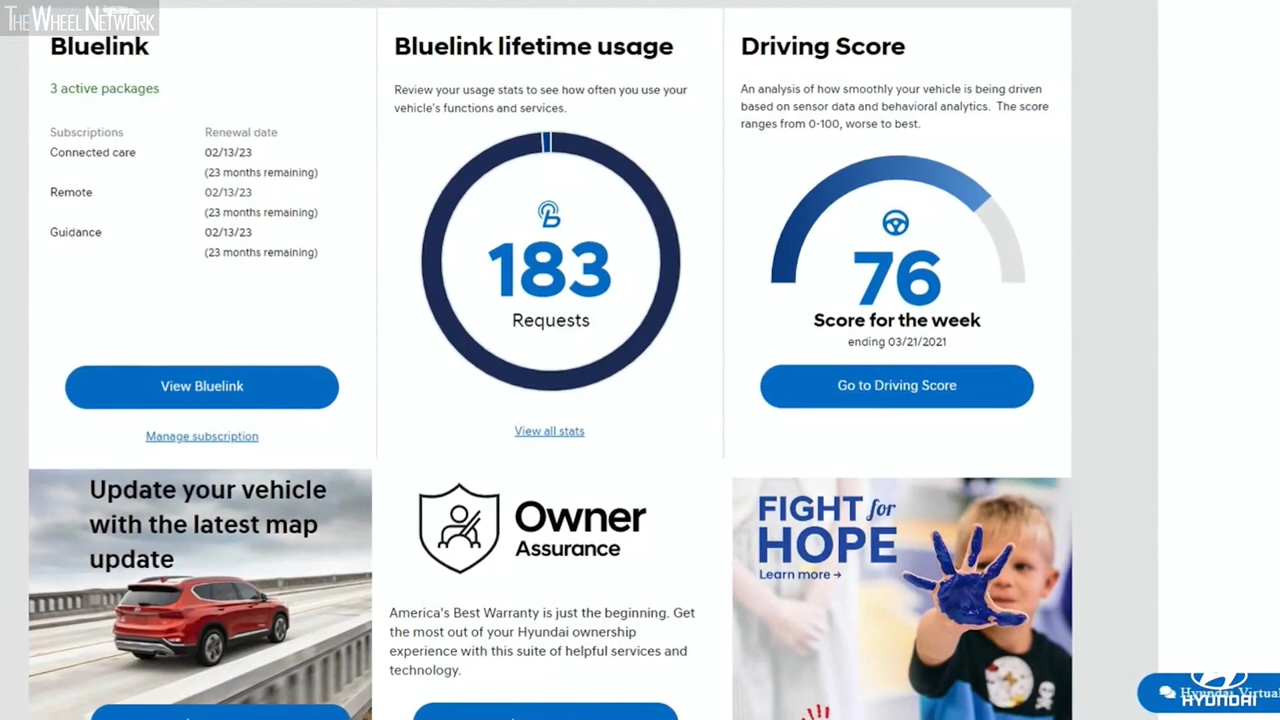 THE WHEEL NETWORK
Bluelink
3 active packages
Subscriptions Renewal date
Connected care 02/13/23
(23 months remaining)
Remote 02/13/23
(23 months remaining)
Guidance 02/13/23
(23 months remaining)
View Bluelink
Manage subscription
Bluelink lifetime usage
Review your usage stats to see how often you use your
vehicle's functions and services.
183
Requests
View all stats
Driving Score
An analysis of how smoothly your vehicle is being driven
based on sensor data and behavioral analytics. The score
ranges from 0-100, worse to best.
76
Score for the week
ending 03/21/2021
Go to Driving Score
Update your vehicle
with the latest map
update
Owner
Assurance
America's Best Warranty is just the beginning. Get
the most out of your Hyundai ownership
experience with this suite of helpful services and
technology.
FIGHT for
HOPE
Learn more →
Hyundai Virtual
HYUNDAI